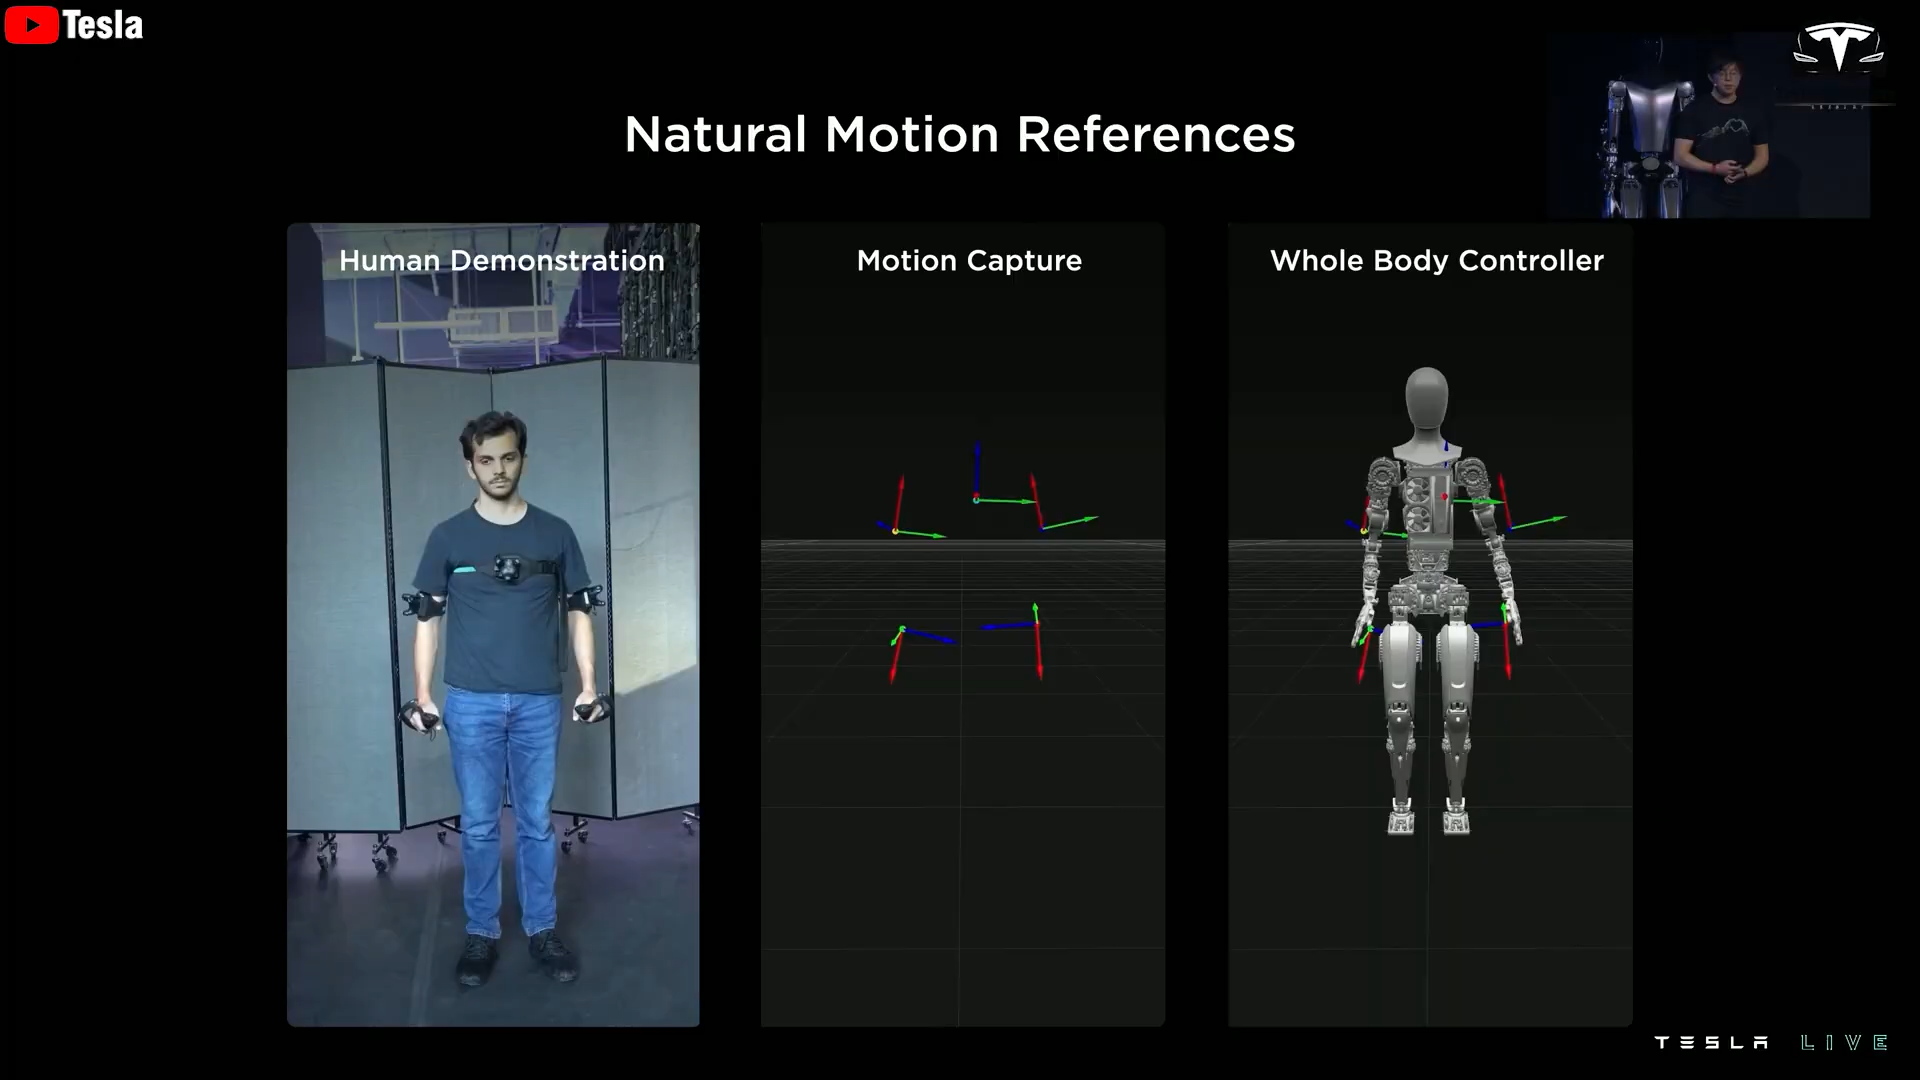 Tesla
Natural Motion References
Human Demonstration
Motion Capture
Whole Body Controller
TESLA LIVE